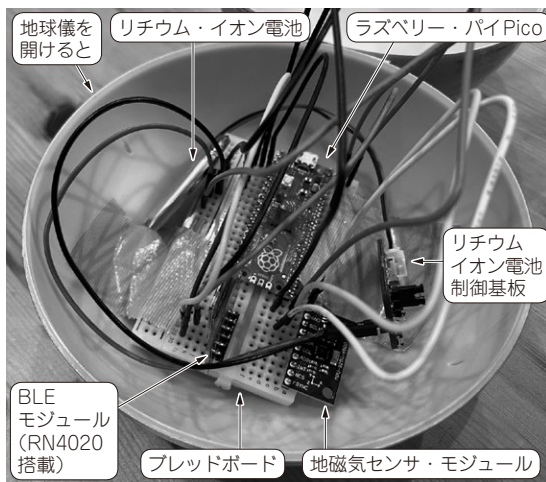 地球儀を
開けると
リチウム・イオン電池
ラズベリー・パイPico
リチウム
イオン電池
制御基板
BLE
モジュール
(RN4020
搭載)
ブレッドボード
地磁気センサ・モジュール